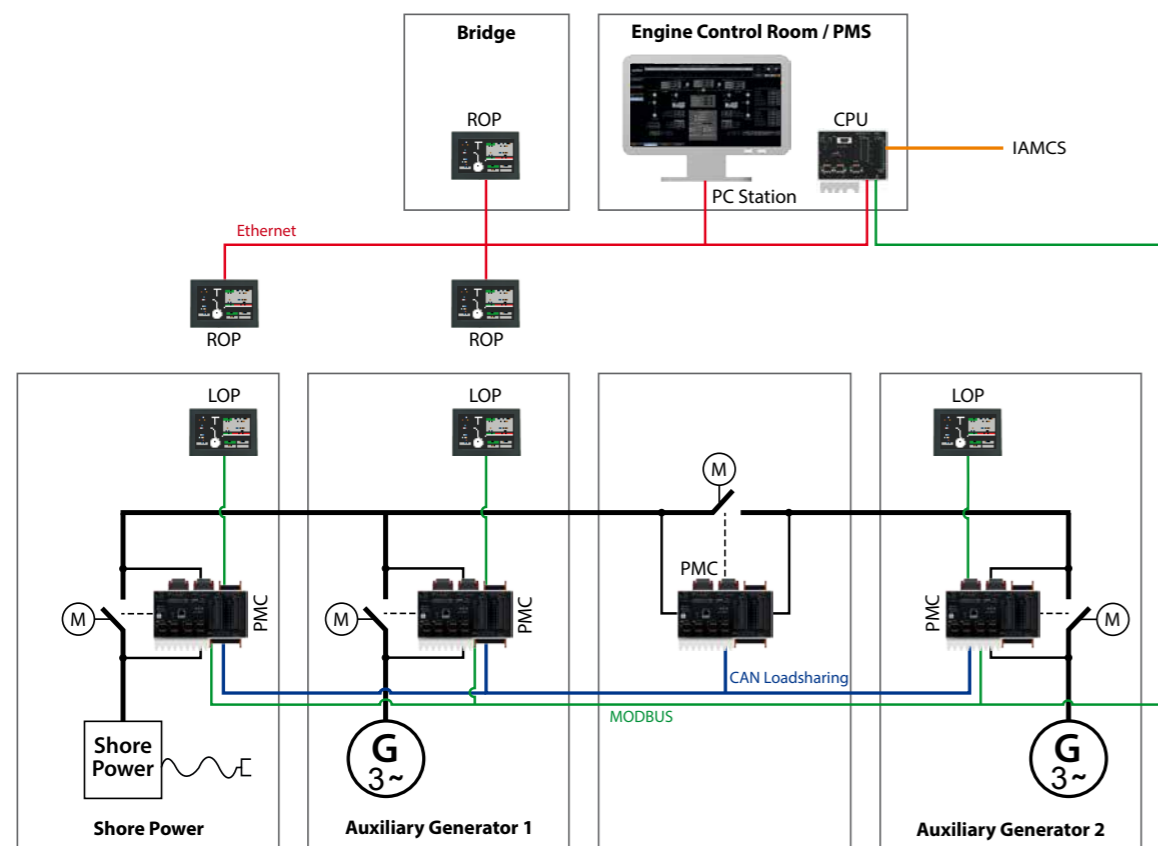 Bridge
Engine Control Room / PMS
ROP
CPU
IAMCS
PC Station
Ethernet
ROP
ROP
LOP
LOP
LOP
M
PMC
M
PMC
M
PMC
PMC
M
CAN Loadsharing
MODBUS
Shore
Power
G
3~
G
3~
Shore Power
Auxiliary Generator 1
Auxiliary Generator 2